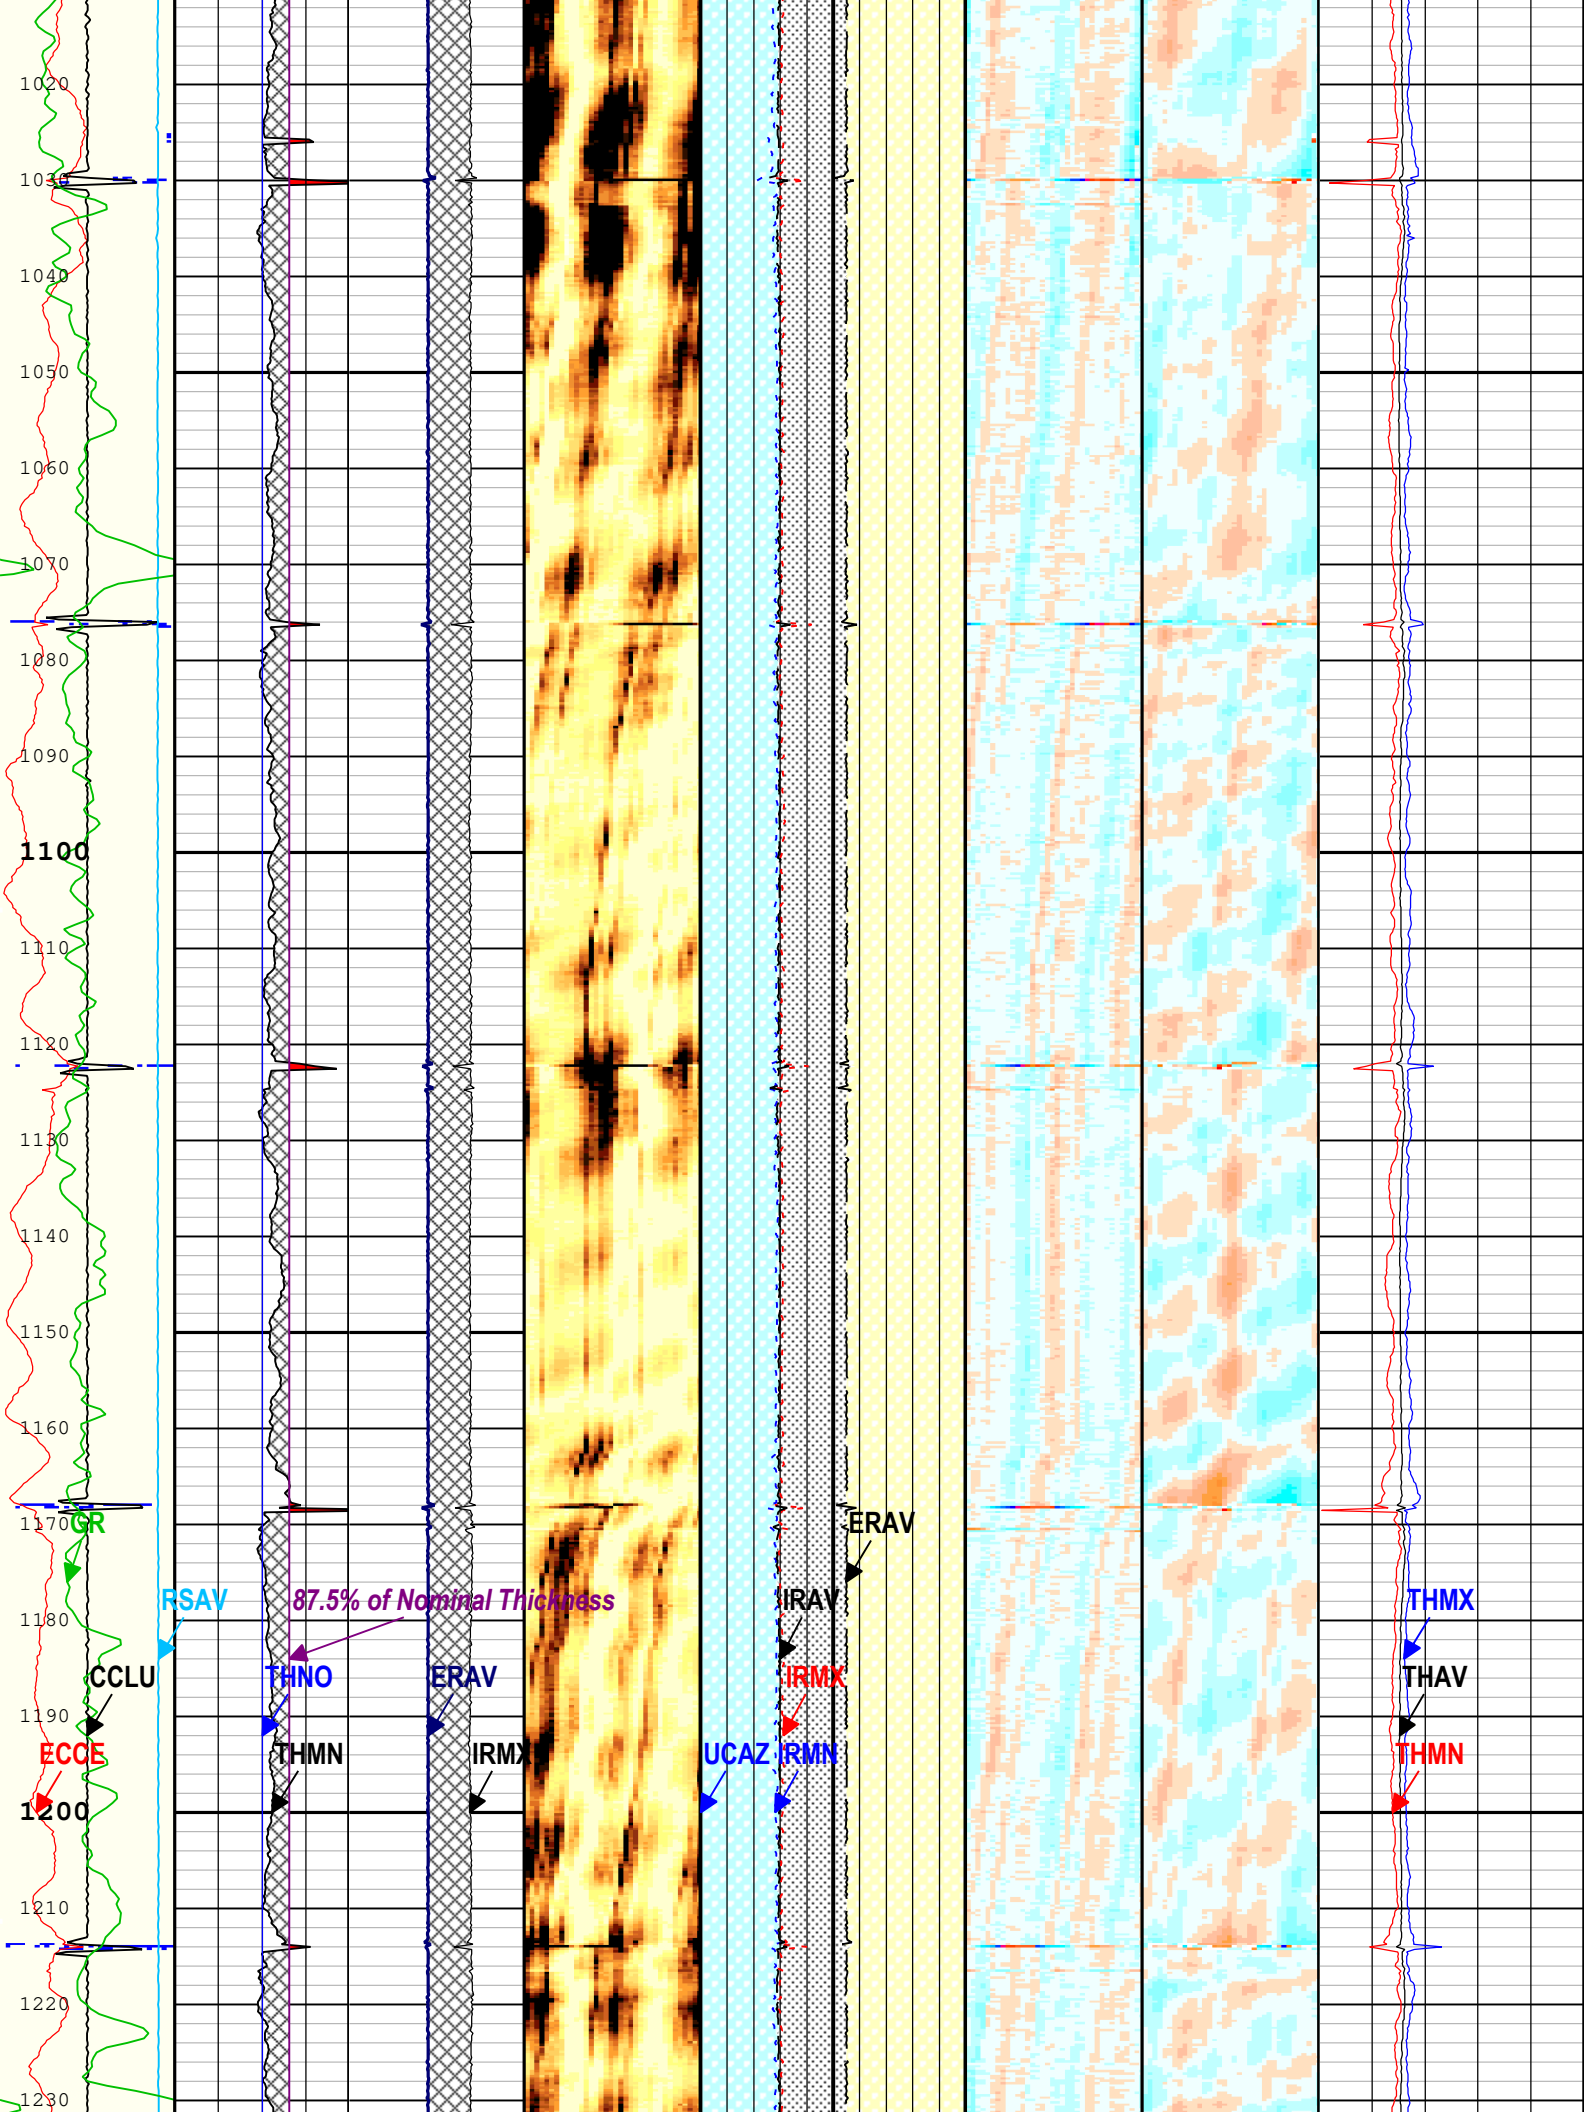 1020
1030
1040
1050
1060
1070
1080
1090
1100
1110
1120
1130
1140
1150
1160
1170
GR
ERAV
RSAV
87.5% of Nominal Thickness
IRAV
THMX
1180
CCLU
THNO
ERAV
IRMX
THAV
1190
ECCE
THMN
IRMX
UCAZ
IRMN
THMN
1200
1210
1220
1230